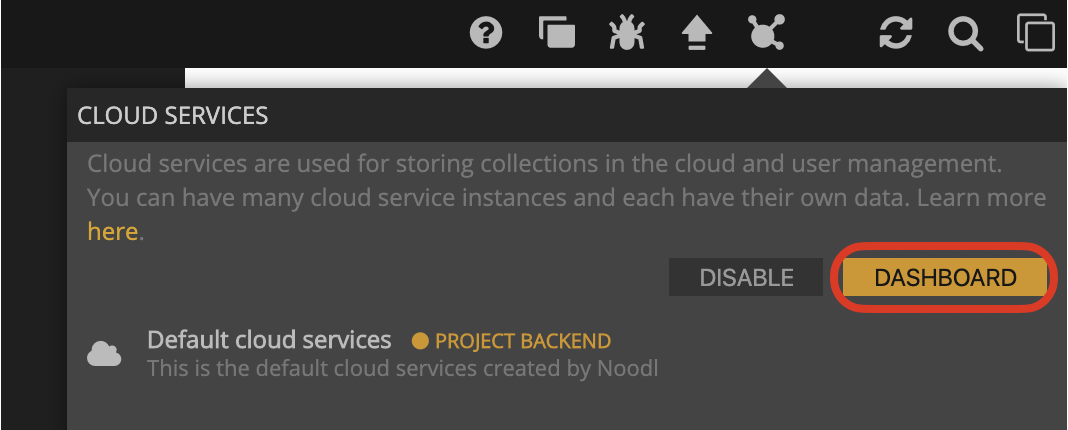 CLOUD SERVICES
Cloud services are used for storing collections in the cloud and user management.
You can have many cloud service instances and each have their own data. Learn more
here.
DISABLE DASHBOARD
Default cloud services PROJECT BACKEND
This is the default cloud services created by Noodl